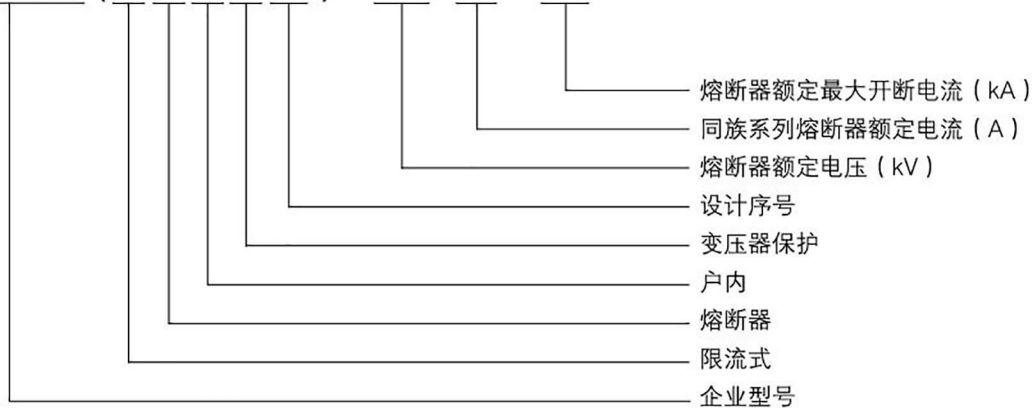 熔断器额定最大开断电流(kA)
同族系列熔断器额定电流(A)
熔断器额定电压(kV)
设计序号
变压器保护
户内
熔断器
限流式
企业型号